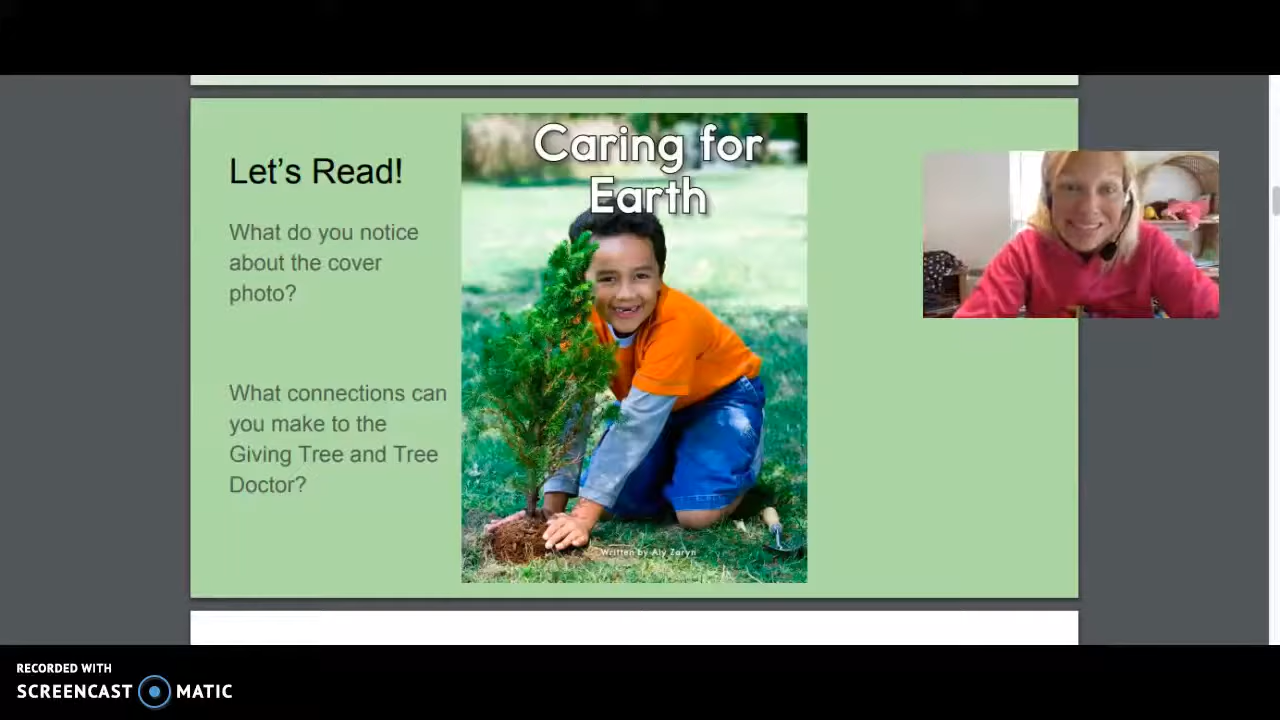 Let's Read!
What do you notice
about the cover
photo?
What connections can
you make to the
Giving Tree and Tree
Doctor?
Caring for
Earth
Written by Aly Zaryn
RECORDED WITH
SCREENCAST MATIC